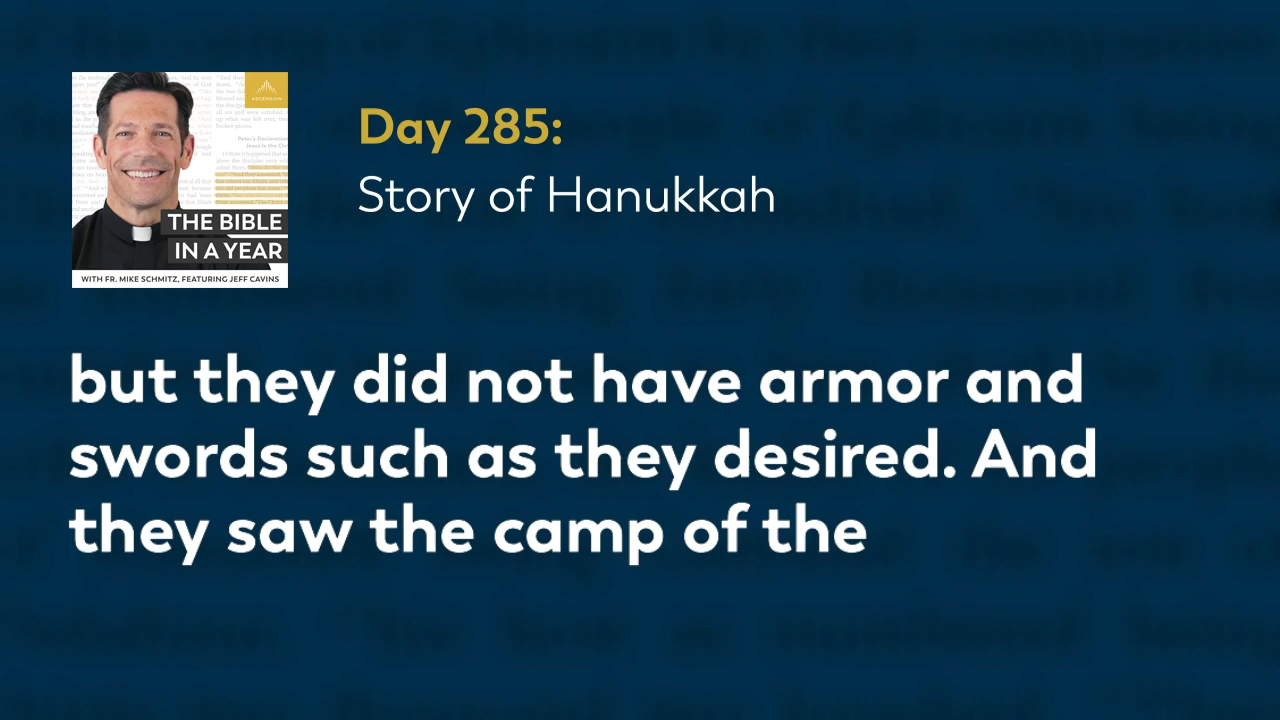 ASCENSION
THE BIBLE
IN A YEAR
WITH FR. MIKE SCHMITZ, FEATURING JEFF CAVINS
Day 285:
Story of Hanukkah
but they did not have armor and
swords such as they desired. And
they saw the camp of the